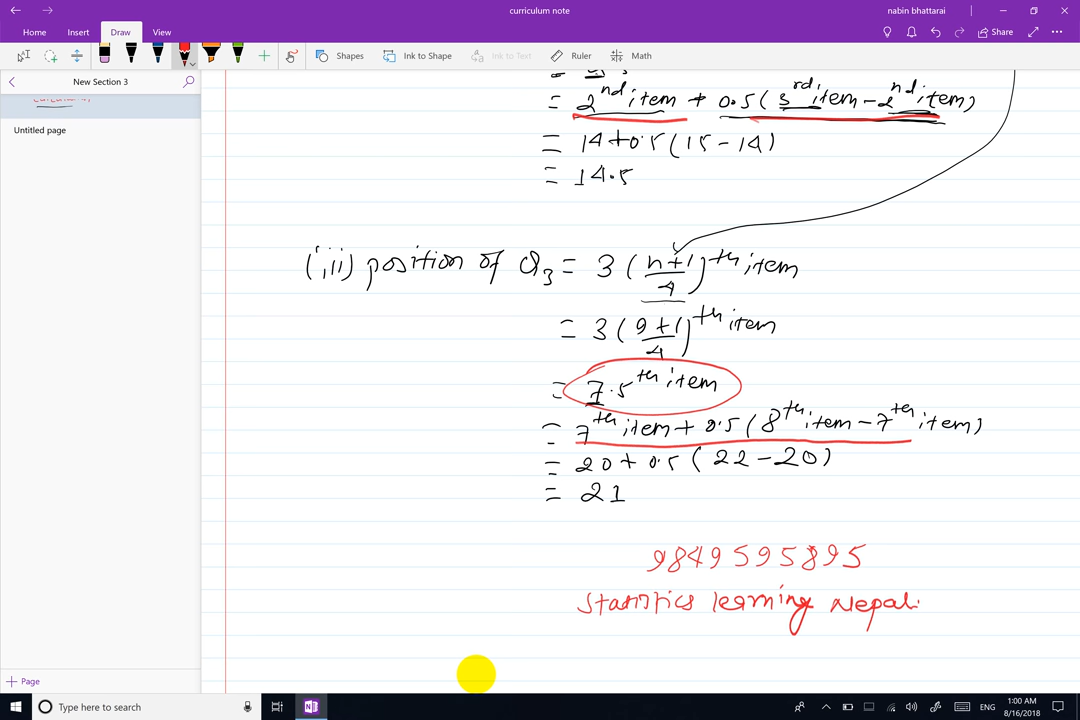 curriculum note
nabin bhattarai
Home Insert Draw View
Share
Shapes Ink to Shape Ink to Text Ruler Math
New Section 3
Untitled page
= 2nd item + 0.5 (3rd item - 2nd item)
= 14 + 0.5 (15 - 14)
= 14.5
(iii) position of Q3 = 3 (n+1/4)th item
= 3 (9+1/4)th item
= 7.5th item
= 7th item + 0.5 (8th item - 7th item)
= 20 + 0.5 (22 - 20)
= 21
9849595895
Statistics learning Nepal.
+ Page
Type here to search
ENG
1:00 AM
8/16/2018